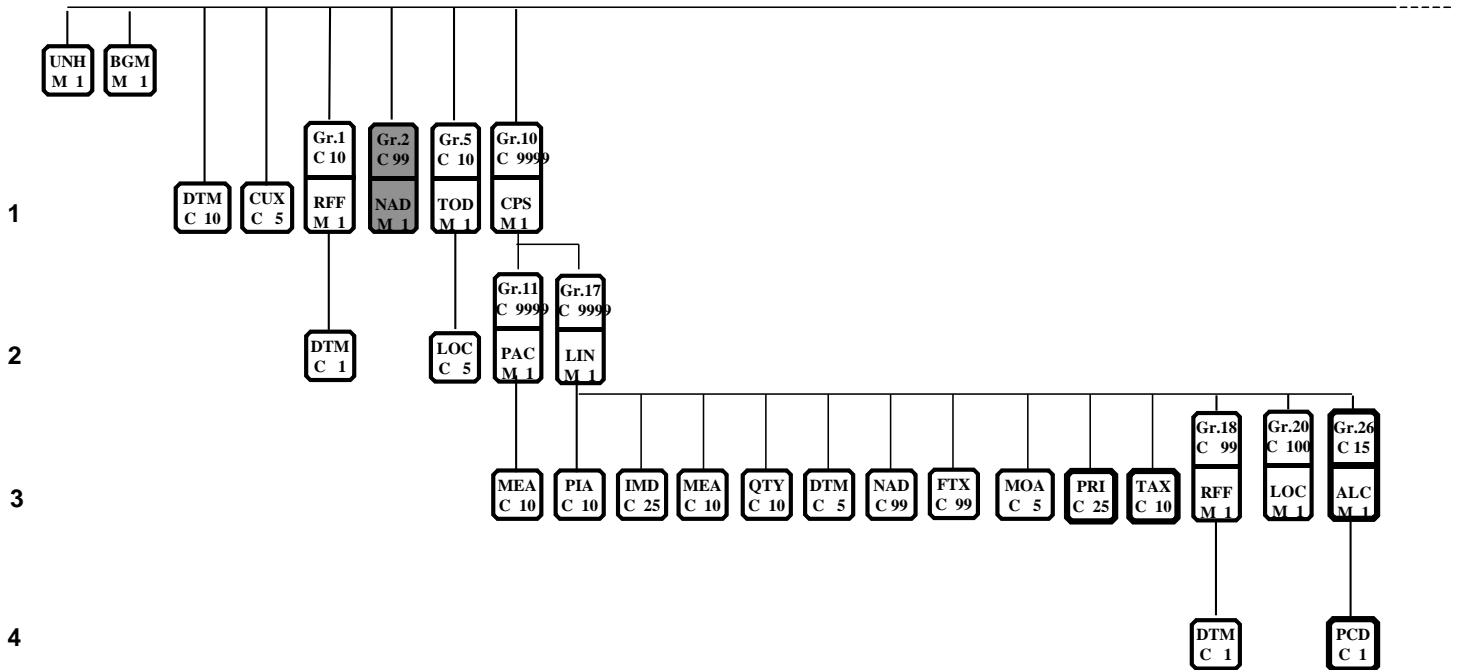 UNH
M 1
BGM
M 1
Gr.1
C 10
Gr.2
C 99
Gr.5
C 10
Gr.10
C 9999
1
DTM
C 10
CUX
C 5
RFF
M 1
NAD
M 1
TOD
M 1
CPS
M 1
Gr.11
C 9999
Gr.17
C 9999
2
DTM
C 1
LOC
C 5
PAC
M 1
LIN
M 1
Gr.18
C 99
Gr.20
C 100
Gr.26
C 15
3
MEA
C 10
PIA
C 10
IMD
C 25
MEA
C 10
QTY
C 10
DTM
C 5
NAD
C 99
FTX
C 99
MOA
C 5
PRI
C 25
TAX
C 10
RFF
M 1
LOC
M 1
ALC
M 1
4
DTM
C 1
PCD
C 1